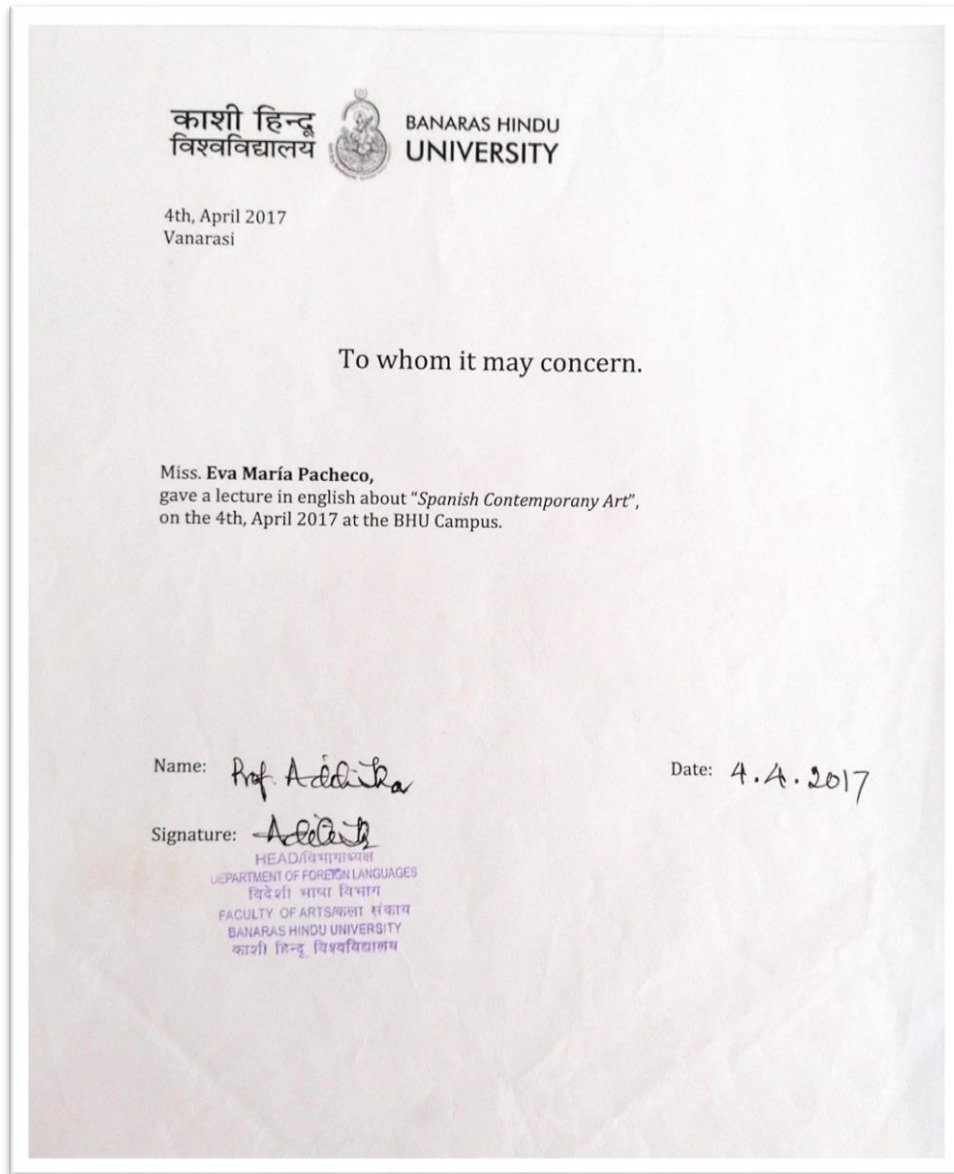 काशी हिन्दू
विश्वविद्यालय
BANARAS HINDU
UNIVERSITY
4th, April 2017
Vanarasi
To whom it may concern.
Miss. Eva María Pacheco,
gave a lecture in english about “Spanish Contemporany Art”,
on the 4th, April 2017 at the BHU Campus.
Name: Prof.
Date: 4.4.2017
Signature:
HEAD/विभागाध्यक्ष
DEPARTMENT OF FOREIGN LANGUAGES
विदेशी भाषा विभाग
FACULTY OF ARTS/कला संकाय
BANARAS HINDU UNIVERSITY
काशी हिन्दू विश्वविद्यालय